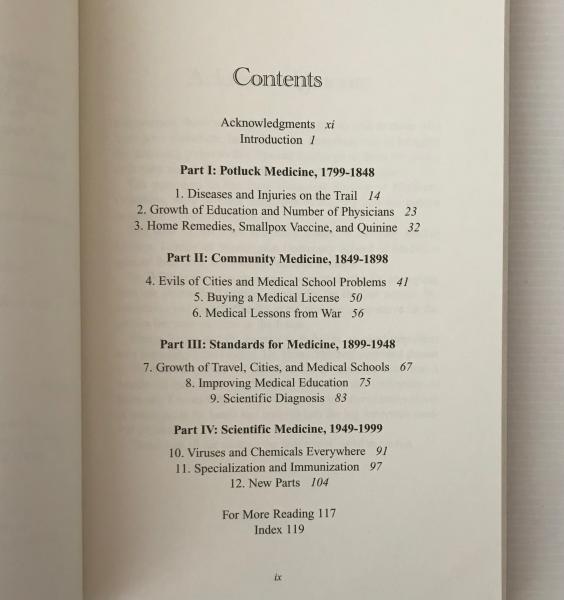 Contents
Acknowledgments xi
Introduction 1
Part I: Potluck Medicine, 1799-1848
1. Diseases and Injuries on the Trail 14
2. Growth of Education and Number of Physicians 23
3. Home Remedies, Smallpox Vaccine, and Quinine 32
Part II: Community Medicine, 1849-1898
4. Evils of Cities and Medical School Problems 41
5. Buying a Medical License 50
6. Medical Lessons from War 56
Part III: Standards for Medicine, 1899-1948
7. Growth of Travel, Cities, and Medical Schools 67
8. Improving Medical Education 75
9. Scientific Diagnosis 83
Part IV: Scientific Medicine, 1949-1999
10. Viruses and Chemicals Everywhere 91
11. Specialization and Immunization 97
12. New Parts 104
For More Reading 117
Index 119
ix